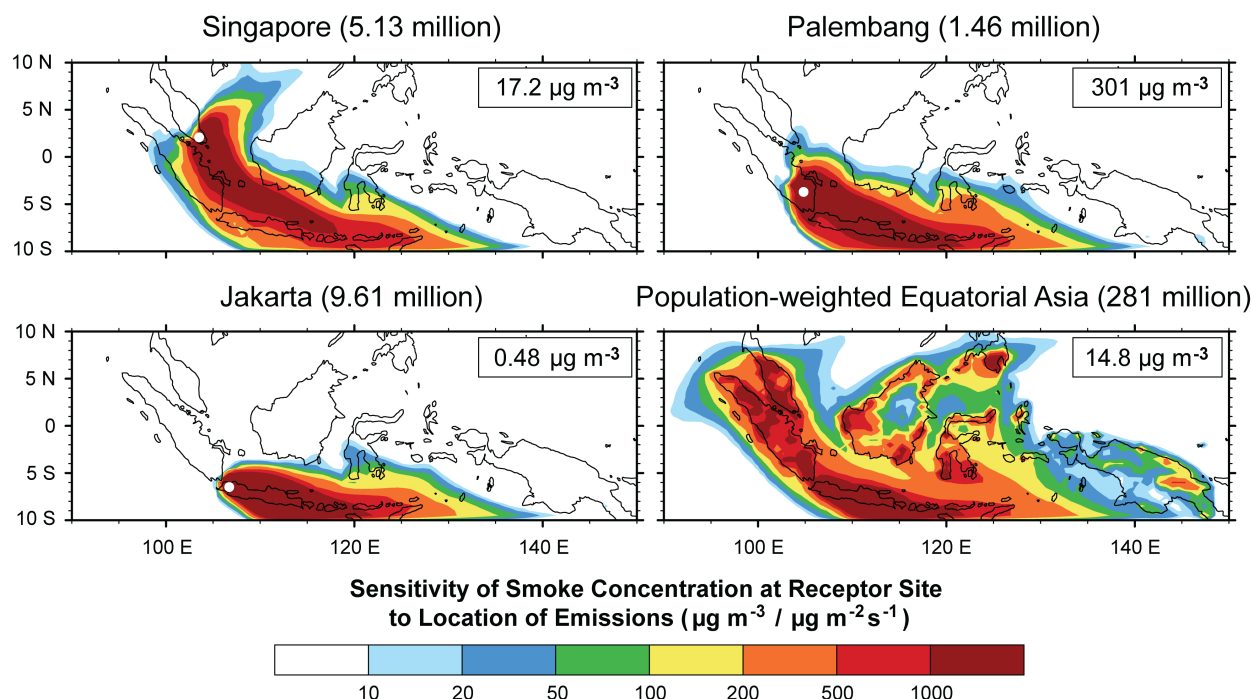 Singapore (5.13 million)
Palembang (1.46 million)
10 N
5 N
0
5 S
10 S
17.2 µg m-3
301 µg m-3
Jakarta (9.61 million)
Population-weighted Equatorial Asia (281 million)
10 N
5 N
0
5 S
10 S
0.48 µg m-3
14.8 µg m-3
100 E 120 E 140 E
100 E 120 E 140 E
Sensitivity of Smoke Concentration at Receptor Site
to Location of Emissions (µg m-3 / µg m-2 s-1)
10 20 50 100 200 500 1000